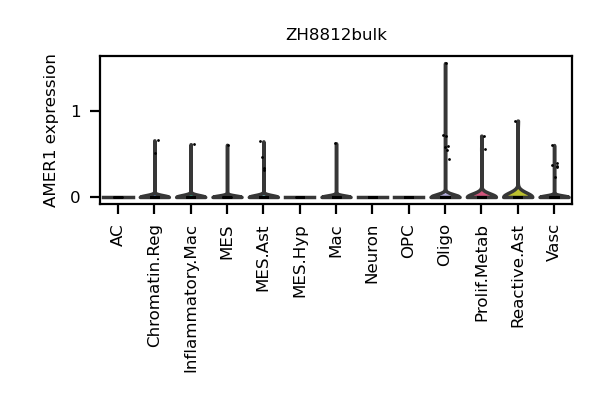 ZH8812bulk
AMER1 expression
1
0
AC
Chromatin.Reg
Inflammatory.Mac
MES
MES.Ast
MES.Hyp
Mac
Neuron
OPC
Oligo
Prolif.Metab
Reactive.Ast
Vasc